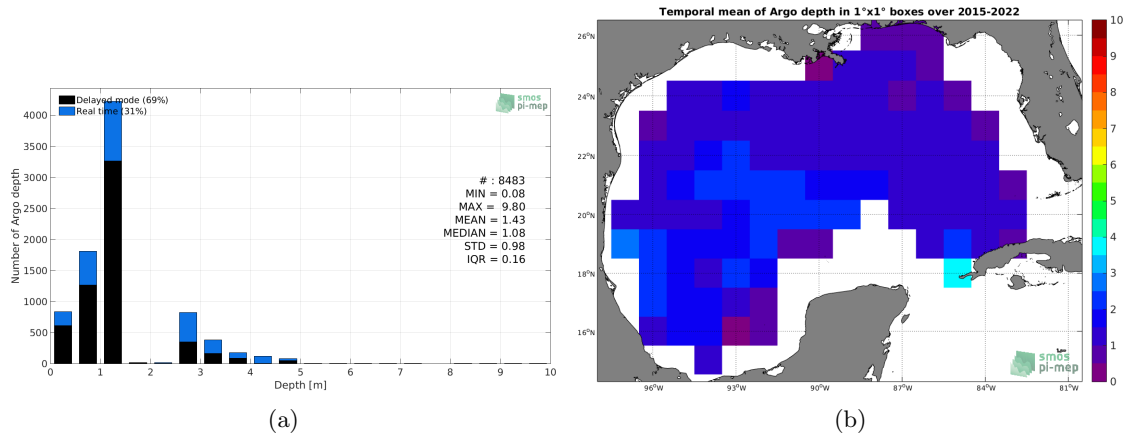 Delayed mode (69%)
Real time (31%)
smos
pi-mep
# : 8483
MIN = 0.08
MAX = 9.80
MEAN = 1.43
MEDIAN = 1.08
STD = 0.98
IQR = 0.16
Number of Argo depth
4000
3500
3000
2500
2000
1500
1000
500
0
0 1 2 3 4 5 6 7 8 9 10
Depth [m]
(a)
Temporal mean of Argo depth in 1°x1° boxes over 2015-2022
26°N
24°N
22°N
20°N
18°N
16°N
96°W 93°W 90°W 87°W 84°W 81°W
smos
pi-mep
10
9
8
7
6
5
4
3
2
1
0
(b)